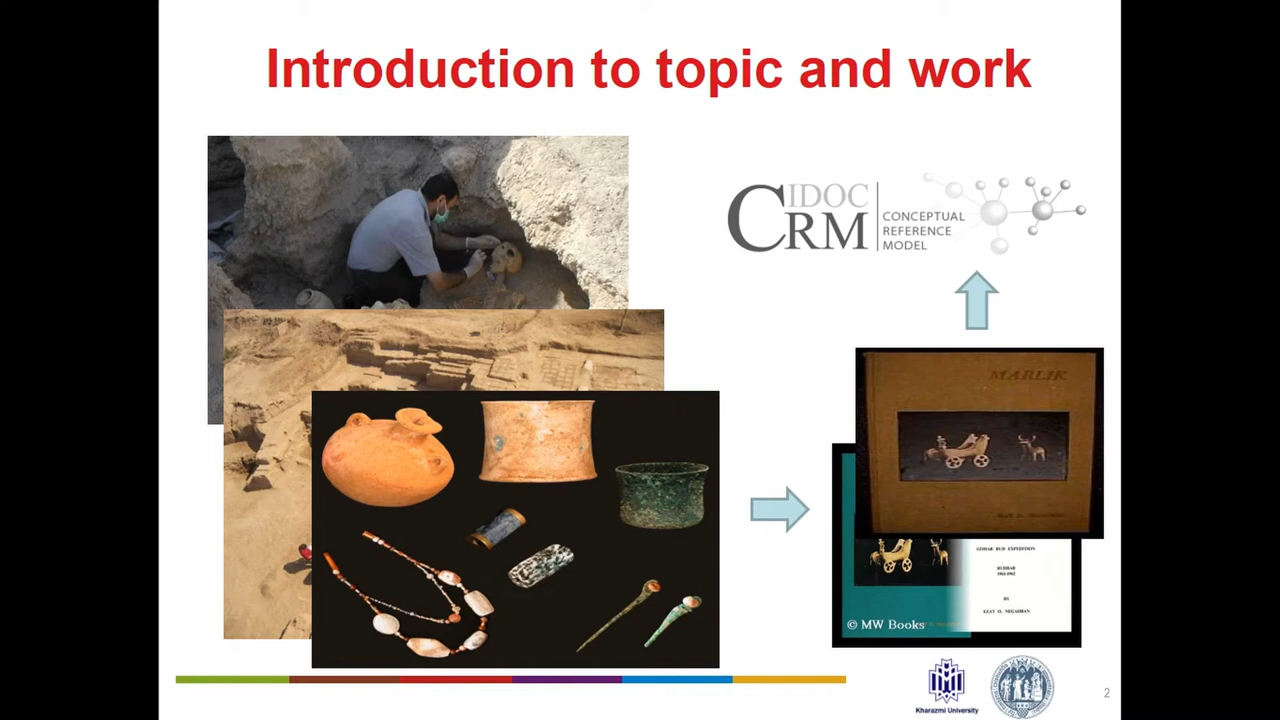 Introduction to topic and work
CIDOC
CRM
CONCEPTUAL
REFERENCE
MODEL
MARLIK
GOHAR RUD EXPEDITION
RUDBAR
1961-1962
BY
EZAT O. NEGAHBAN
© MW Books
Kharazmi University
2